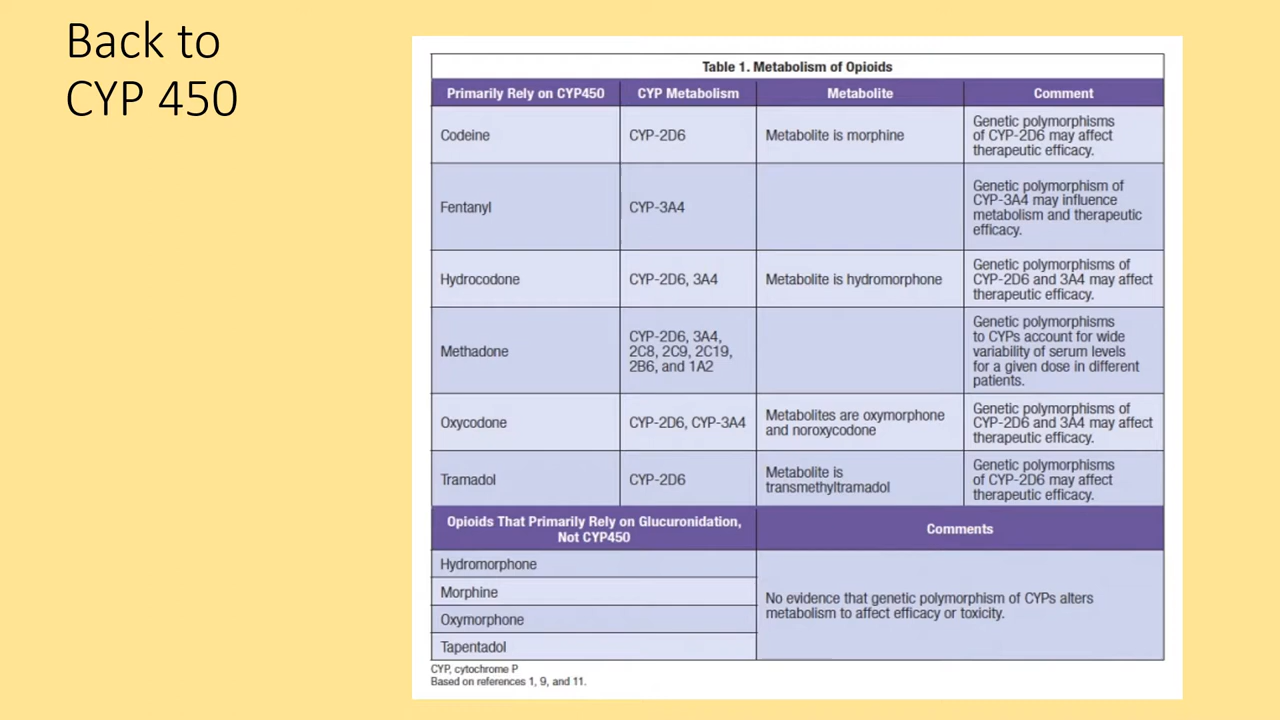 Back to
CYP 450
Table 1. Metabolism of Opioids
Primarily Rely on CYP450 CYP Metabolism Metabolite Comment
Codeine CYP-2D6 Metabolite is morphine Genetic polymorphisms
of CYP-2D6 may affect
therapeutic efficacy.
Fentanyl CYP-3A4 Genetic polymorphism of
CYP-3A4 may influence
metabolism and therapeutic
efficacy.
Hydrocodone CYP-2D6, 3A4 Metabolite is hydromorphone Genetic polymorphisms of
CYP-2D6 and 3A4 may affect
therapeutic efficacy.
Methadone CYP-2D6, 3A4,
2C8, 2C9, 2C19,
2B6, and 1A2
Genetic polymorphisms
to CYPs account for wide
variability of serum levels
for a given dose in different
patients.
Oxycodone CYP-2D6, CYP-3A4 Metabolites are oxymorphone
and noroxycodone
Genetic polymorphisms of
CYP-2D6 and 3A4 may affect
therapeutic efficacy.
Tramadol CYP-2D6 Metabolite is
transmethyltramadol
Genetic polymorphisms
of CYP-2D6 may affect
therapeutic efficacy.
Opioids That Primarily Rely on Glucuronidation,
Not CYP450
Comments
Hydromorphone
Morphine
Oxymorphone
Tapentadol
No evidence that genetic polymorphism of CYPs alters
metabolism to affect efficacy or toxicity.
CYP, cytochrome P
Based on references 1, 9, and 11.